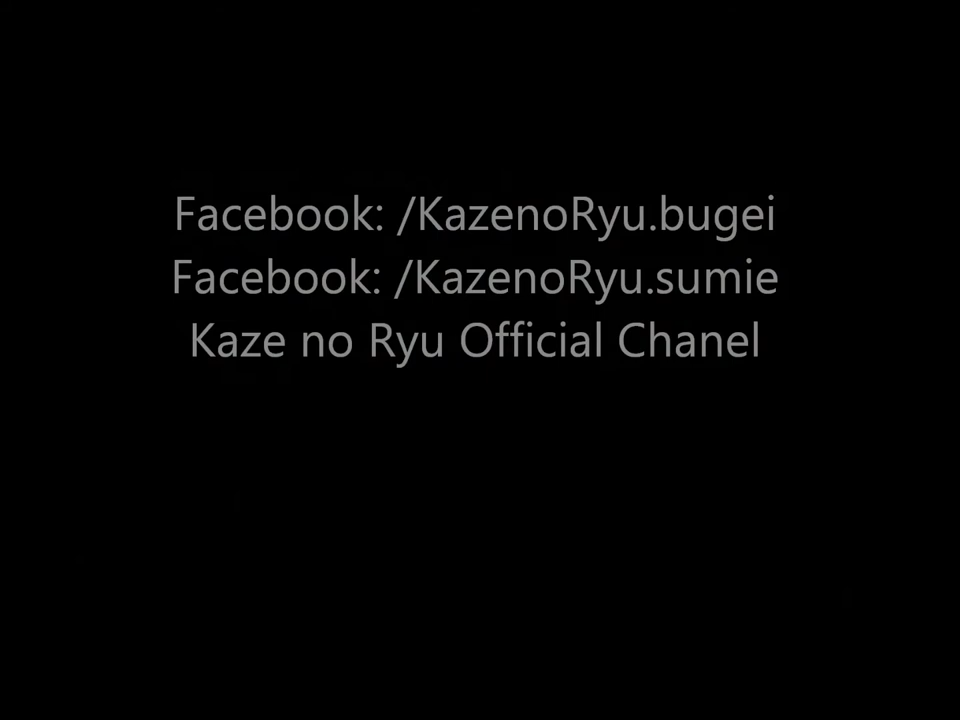 Facebook: /KazenoRyu.bugei
Facebook: /KazenoRyu.sumie
Kaze no Ryu Official Chanel